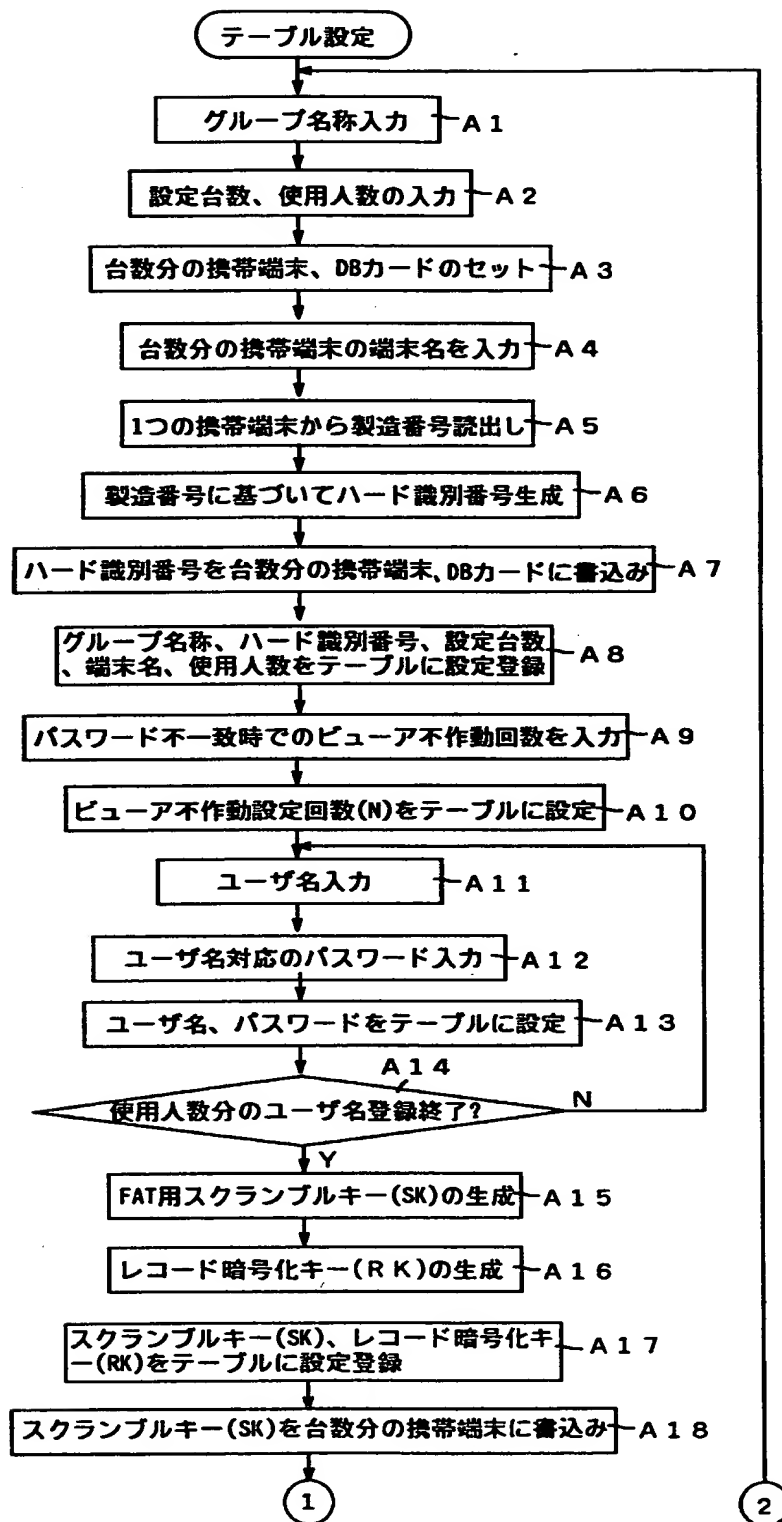 テーブル設定
グループ名称入力 A1
設定台数、使用人数の入力 A2
台数分の携帯端末、DBカードのセット A3
台数分の携帯端末の端末名を入力 A4
1つの携帯端末から製造番号読出し A5
製造番号に基づいてハード識別番号生成 A6
ハード識別番号を台数分の携帯端末、DBカードに書込み A7
グループ名称、ハード識別番号、設定台数
、端末名、使用人数をテーブルに設定登録 A8
パスワード不一致時でのビューア不作動回数を入力 A9
ビューア不作動設定回数(N)をテーブルに設定 A10
ユーザ名入力 A11
ユーザ名対応のパスワード入力 A12
ユーザ名、パスワードをテーブルに設定 A13
A14
使用人数分のユーザ名登録終了? N
Y
FAT用スクランブルキー(SK)の生成 A15
レコード暗号化キー(RK)の生成 A16
スクランブルキー(SK)、レコード暗号化キ
ー(RK)をテーブルに設定登録 A17
スクランブルキー(SK)を台数分の携帯端末に書込み A18
1 2